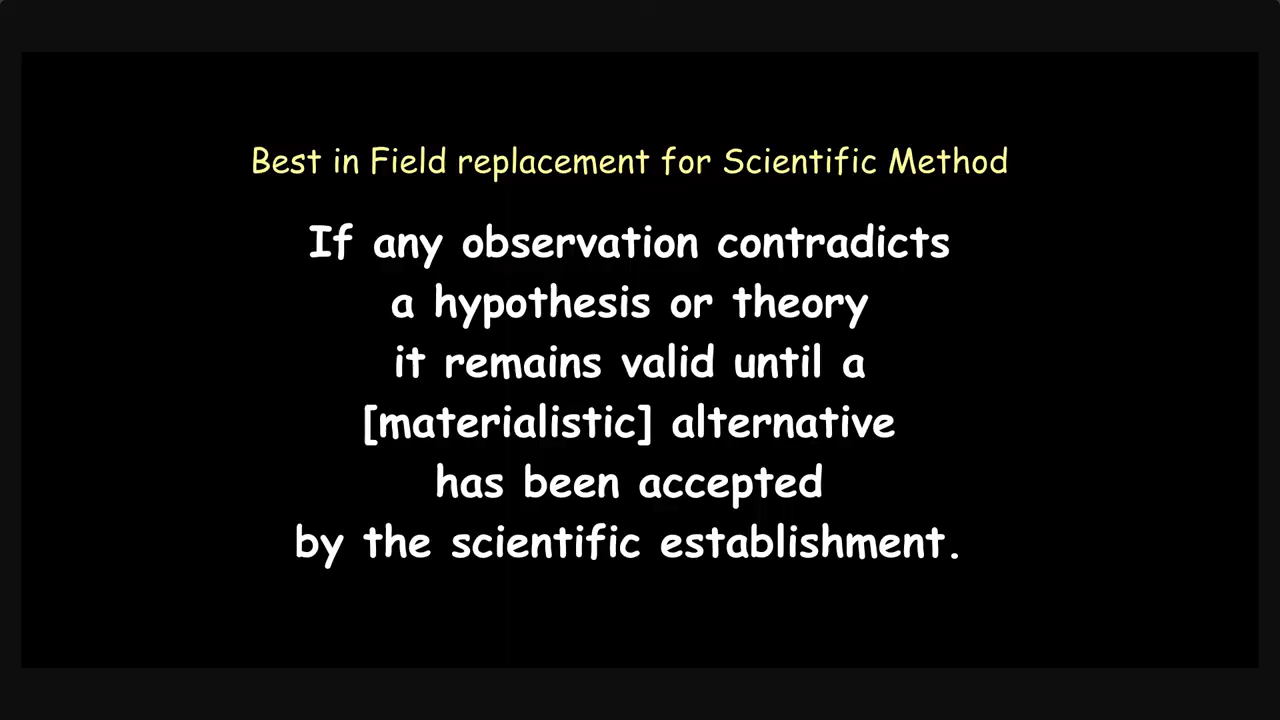 Best in Field replacement for Scientific Method
If any observation contradicts
a hypothesis or theory
it remains valid until a
[materialistic] alternative
has been accepted
by the scientific establishment.